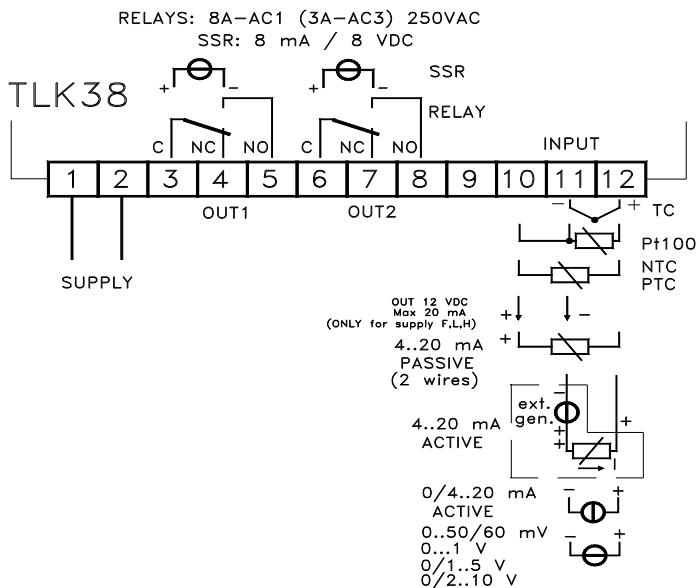 RELAYS: 8A-AC1 (3A-AC3) 250VAC
SSR: 8 mA / 8 VDC
TLK38
+ - + - SSR
RELAY
C NC NO C NC NO INPUT
1 2 3 4 5 6 7 8 9 10 11 12
OUT1 OUT2
- + TC
SUPPLY
Pt100
NTC
PTC
OUT 12 VDC
Max 20 mA
(ONLY for supply F,L,H)
+ -
+
4..20 mA
PASSIVE
(2 wires)
-
ext.
gen.
+
4..20 mA
ACTIVE
+
+
I
0/4..20 mA
ACTIVE
- +
0..50/60 mV
0...1 V
0/1..5 V
0/2..10 V
- +